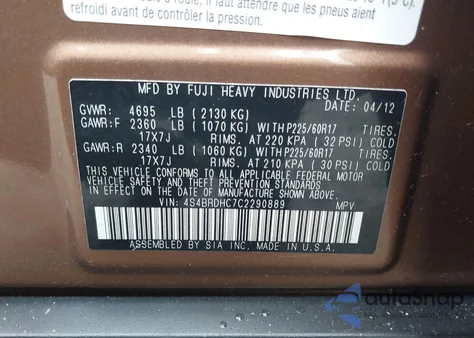 refroidi avant de contrôler la pression.
MFD BY FUJI HEAVY INDUSTRIES LTD.
DATE 04/12
GVWR: 4695 LB (2130 KG)
GAWR:F 2360 LB (1070 KG) WITH P225/60R17 TIRES.
17X7J RIMS. AT 220 KPA (32 PSI) COLD
GAWR:R 2340 LB (1060 KG) WITH P225/60R17 TIRES.
17X7J RIMS. AT 210 KPA (30 PSI) COLD
THIS VEHICLE CONFORMS TO ALL APPLICABLE FEDERAL MOTOR
VEHICLE SAFETY AND THEFT PREVENTION STANDARDS IN EFFECT
ON THE DATE OF MANUFACTURE SHOWN ABOVE.
VIN: 4S4BRDHC7C2290889 MPV
ASSEMBLED BY SIA INC. MADE IN U.S.A.
autoSnap